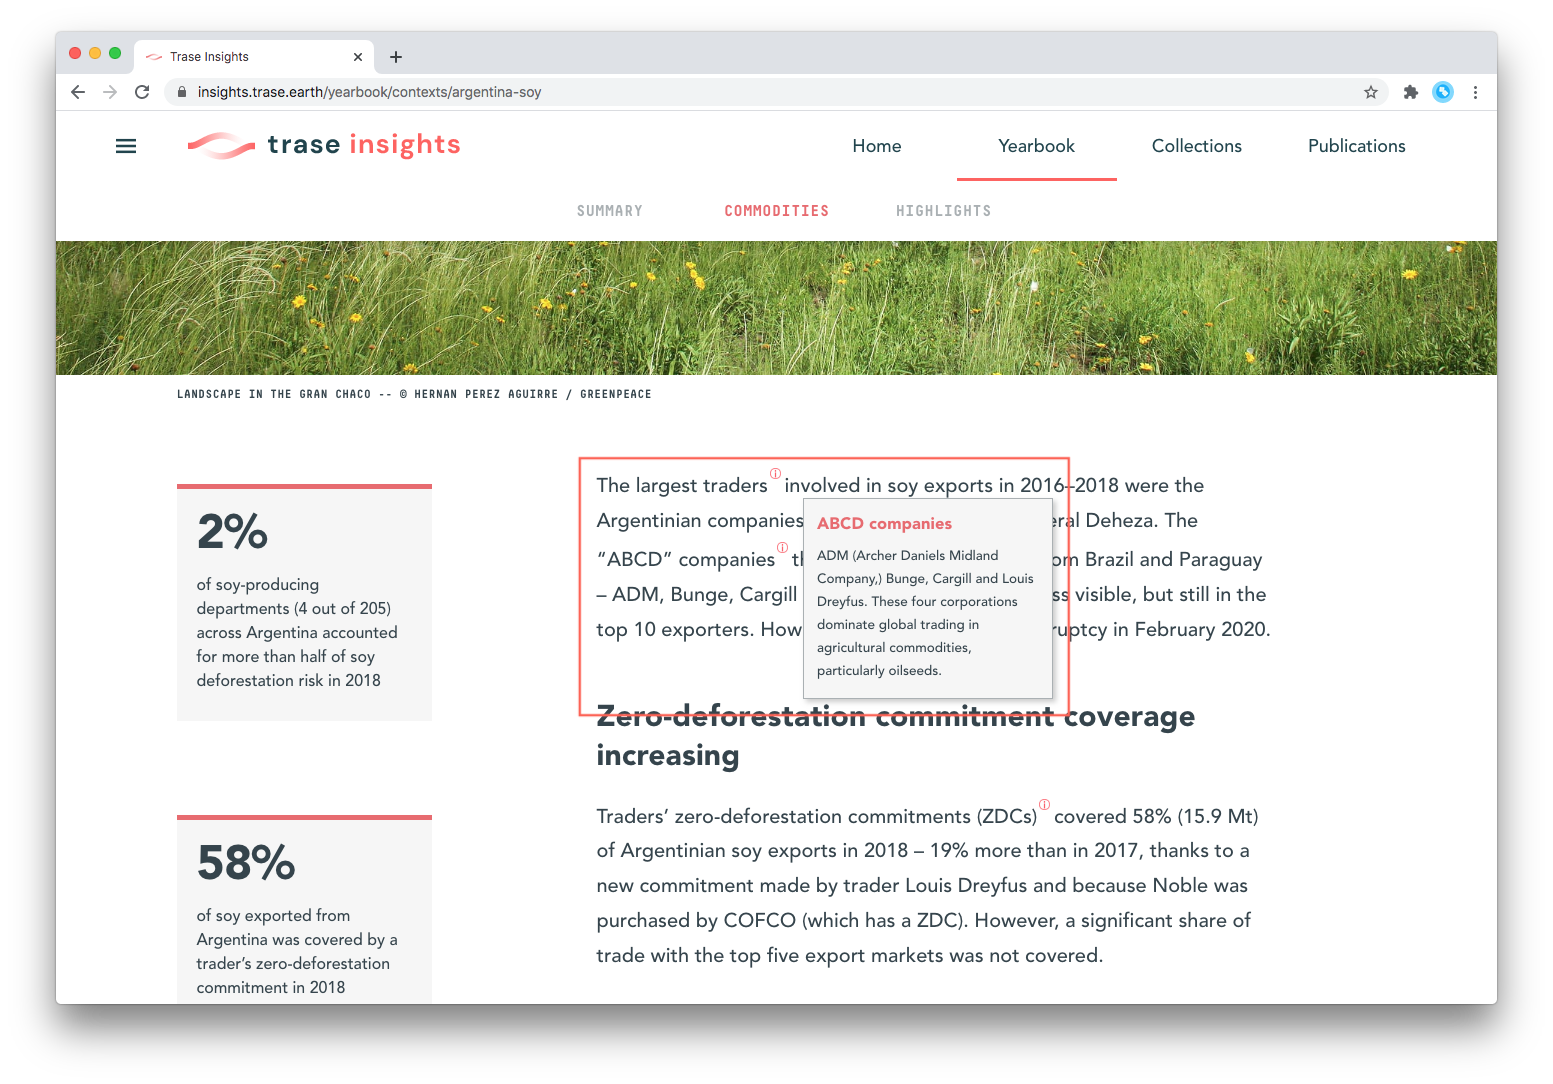 Trase Insights
insights.trase.earth/yearbook/contexts/argentina-soy
trase insights
Home Yearbook Collections Publications
SUMMARY COMMODITIES HIGHLIGHTS
LANDSCAPE IN THE GRAN CHACO -- © HERNAN PEREZ AGUIRRE / GREENPEACE
2%
of soy-producing
departments (4 out of 205)
across Argentina accounted
for more than half of soy
deforestation risk in 2018
58%
of soy exported from
Argentina was covered by a
trader’s zero-deforestation
commitment in 2018
The largest traders involved in soy exports in 2016–2018 were the
Argentinian companies Deheza. The
“ABCD” companies Brazil and Paraguay
– ADM, Bunge, Cargill visible, but still in the
top 10 exporters. in February 2020.
ABCD companies
ADM (Archer Daniels Midland
Company,) Bunge, Cargill and Louis
Dreyfus. These four corporations
dominate global trading in
agricultural commodities,
particularly oilseeds.
Zero-deforestation commitment coverage
increasing
Traders’ zero-deforestation commitments (ZDCs) covered 58% (15.9 Mt)
of Argentinian soy exports in 2018 – 19% more than in 2017, thanks to a
new commitment made by trader Louis Dreyfus and because Noble was
purchased by COFCO (which has a ZDC). However, a significant share of
trade with the top five export markets was not covered.